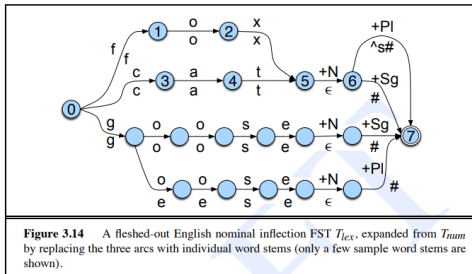 o x +Pl
1 2
o x ^s#
f
f
c a t +N +Sg
0 3 4 5 6
c a t ϵ #
g o o s e +N +Sg
7
g o o s e ϵ #
o o s e +N +Pl
#
e e s e ϵ
Figure 3.14 A fleshed-out English nominal inflection FST Tlex, expanded from Tnum
by replacing the three arcs with individual word stems (only a few sample word stems are
shown).